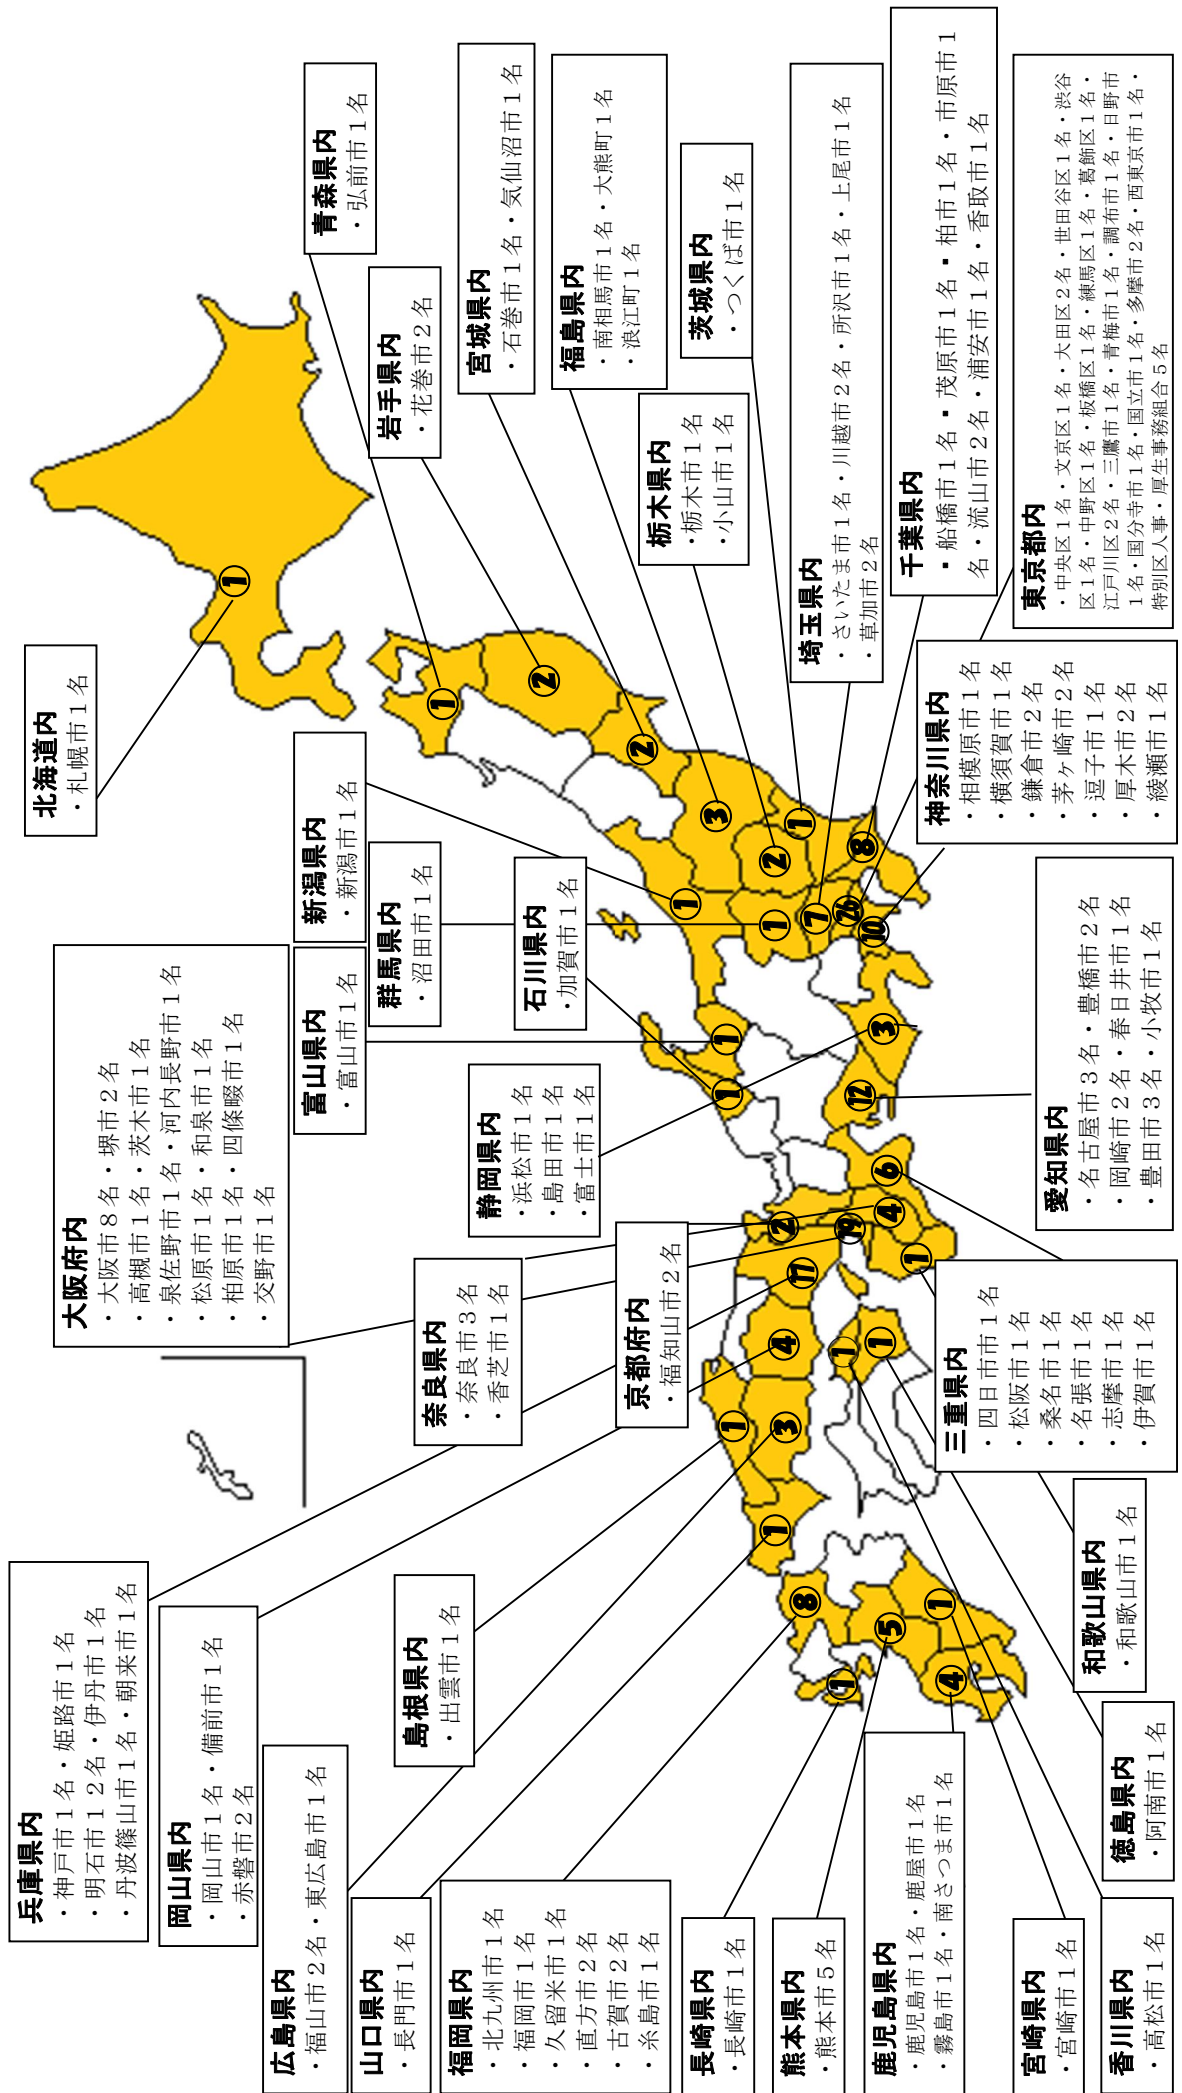 兵庫県内
・神戸市１名・姫路市１名
・明石市１２名・伊丹市１名
・丹波篠山市１名・朝来市１名
岡山県内
・岡山市１名・備前市１名
・赤磐市２名
広島県内
・福山市２名・東広島市１名
山口県内
・長門市１名
島根県内
・出雲市１名
福岡県内
・北九州市１名
・福岡市１名
・久留米市１名
・直方市２名
・古賀市２名
・糸島市１名
長崎県内
・長崎市１名
熊本県内
・熊本市５名
鹿児島県内
・鹿児島市１名・鹿屋市１名
・霧島市１名・南さつま市１名
宮崎県内
・宮崎市１名
香川県内
・高松市１名
徳島県内
・阿南市１名
和歌山県内
・和歌山市１名
大阪府内
・大阪市８名・堺市２名
・高槻市１名・茨木市１名
・泉佐野市１名・河内長野市１名
・松原市１名・和泉市１名
・柏原市１名・四條畷市１名
・交野市１名
奈良県内
・奈良市３名
・香芝市１名
京都府内
・福知山市２名
三重県内
・四日市市１名
・松阪市１名
・桑名市１名
・名張市１名
・志摩市１名
・伊賀市１名
静岡県内
・浜松市１名
・島田市１名
・富士市１名
愛知県内
・名古屋市３名・豊橋市２名
・岡崎市２名・春日井市１名
・豊田市３名・小牧市１名
富山県内
・富山市１名
石川県内
・加賀市１名
新潟県内
・新潟市１名
群馬県内
・沼田市１名
北海道内
・札幌市１名
青森県内
・弘前市１名
岩手県内
・花巻市２名
宮城県内
・石巻市１名・気仙沼市１名
福島県内
・南相馬市１名・大熊町１名
・浪江町１名
栃木県内
・栃木市１名
・小山市１名
茨城県内
・つくば市１名
埼玉県内
・さいたま市１名・川越市２名・所沢市１名・上尾市１名
・草加市２名
千葉県内
・船橋市１名・茂原市１名・柏市１名・市原市１
名・流山市２名・浦安市１名・香取市１名
神奈川県内
・相模原市１名
・横須賀市１名
・鎌倉市２名
・茅ヶ崎市２名
・逗子市１名
・厚木市２名
・綾瀬市１名
東京都内
・中央区１名・文京区１名・大田区２名・世田谷区１名・渋谷
区１名・中野区１名・板橋区１名・練馬区１名・葛飾区１名・
江戸川区２名・三鷹市１名・青梅市１名・調布市１名・日野市
１名・国分寺市１名・国立市１名・多摩市２名・西東京市１名・
特別区人事・厚生事務組合５名
1
1
2
2
3
1
1
2
1
7
8
26
10
1
1
3
12
6
4
2
19
1
17
4
1
3
1
1
1
8
1
5
1
4